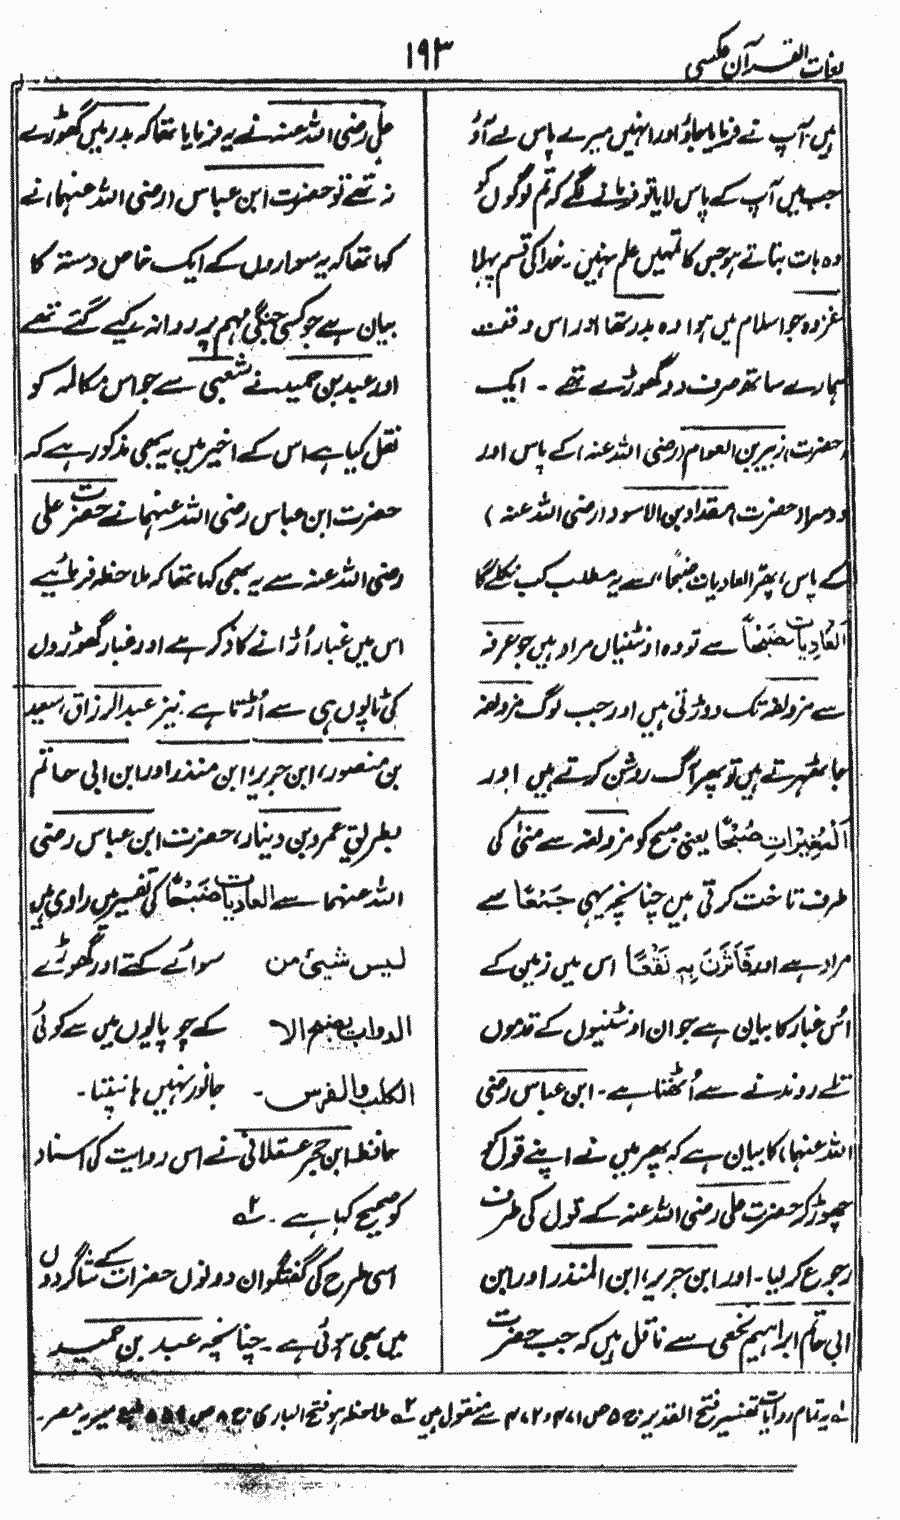 لغات القرآن عکسی
۱۹۳
ہیں۔ آپ نے فرمایا جاؤ اور انہیں میرے پاس لے آؤ
جب میں آپ کے پاس لایا تو فرمانے لگے کہ تم لوگوں کو
وہ بات بتاتے ہو جس کا تمہیں علم نہیں۔ خدا کی قسم پہلا
غزوہ جو اسلام میں ہوا وہ بدر تھا اور اس وقت
ہمارے ساتھ صرف دو گھوڑے تھے ۔ ایک
(حضرت) زبیر بن العوام (رضی اللہ عنہ) کے پاس اور
دوسرا (حضرت) مقداد بن الاسود (رضی اللہ عنہ)
کے پاس، پھر العادیات ضبحا، سے یہ مطلب کب نکلے گا
العادیات ضبحا سے تو وہ اونٹنیاں مراد ہیں جو عرفہ
سے مزدلفہ تک دوڑتی ہیں اور جب لوگ مزدلفہ
جا ٹھہرتے ہیں تو پھر آگ روشن کرتے ہیں اور
اَلْمُغِیْرَاتِ صُبْحًا یعنی صبح کو مزدلفہ سے منیٰ کی
طرف تاخت کرتی ہیں چنانچہ یہی جَمْعًا سے
مراد ہے اور فَاَثَرْنَ بِہٖ نَقْعًا اس میں زمین کے
اُس غبار کا بیان ہے جو ان اونٹنیوں کے قدموں
تلے روندنے سے اُٹھتا ہے۔ ابن عباس رضی
اللہ عنہما، کا بیان ہے کہ پھر میں نے اپنے قول کو
چھوڑ کر حضرت علی رضی اللہ عنہ کے قول کی طرف
رجوع کر لیا۔ اور ابن جریر، ابن المنذر اور ابن
ابی حاتم ابراہیم نخعی سے ناقل ہیں کہ جب حضرت
علی رضی اللہ عنہ نے یہ فرمایا تھا کہ بدر میں گھوڑے
نہ تھے تو حضرت ابن عباس (رضی اللہ عنہما) نے
کہا تھا کہ یہ سواروں کے ایک خاص دستہ کا
بیان ہے جو کسی جنگی مہم پر روانہ کیے گئے تھے
اور عبد بن حمید نے شعبی سے جو اس مکالمہ کو
نقل کیا ہے اس کے اخیر میں یہ بھی مذکور ہے کہ
حضرت ابن عباس رضی اللہ عنہما نے حضرت علی
رضی اللہ عنہ سے یہ بھی کہا تھا کہ ملاحظہ فرمائیے
اس میں غبار اُڑانے کا ذکر ہے اور غبار گھوڑوں
کی ٹاپوں ہی سے اُڑتا ہے۔ نیز عبد الرزاق، سعید
بن منصور، ابن جریر، ابن منذر اور ابن ابی حاتم
بطریق عمرو بن دینار، حضرت ابن عباس رضی
اللہ عنہما سے العادیات ضَبْحًا کی تفسیر میں راوی ہیں
لیس شیئ من سوائے کتے اور گھوڑے
الدواب یضبح الا کے چوپایوں میں سے کوئی
الکلب والفرس۔ جانور نہیں ہانپتا۔
حافظ ابن حجر عسقلانی نے اس روایت کی اسناد
کو صحیح کہا ہے۔ ۲ھ
اسی طرح کی گفتگو ان دونوں حضرات کے شاگردوں
میں بھی ہوئی ہے۔ چنانچہ عبد بن حمید
۱ھ یہ تمام روایات تفسیر فتح القدیر ج ۵ ص ۴۷۱ و ۴۷۲ سے منقول ہیں ۲ھ ملاحظہ ہو فتح الباری ج ۸ ص ۵۵۹ طبع میریہ مصر۔